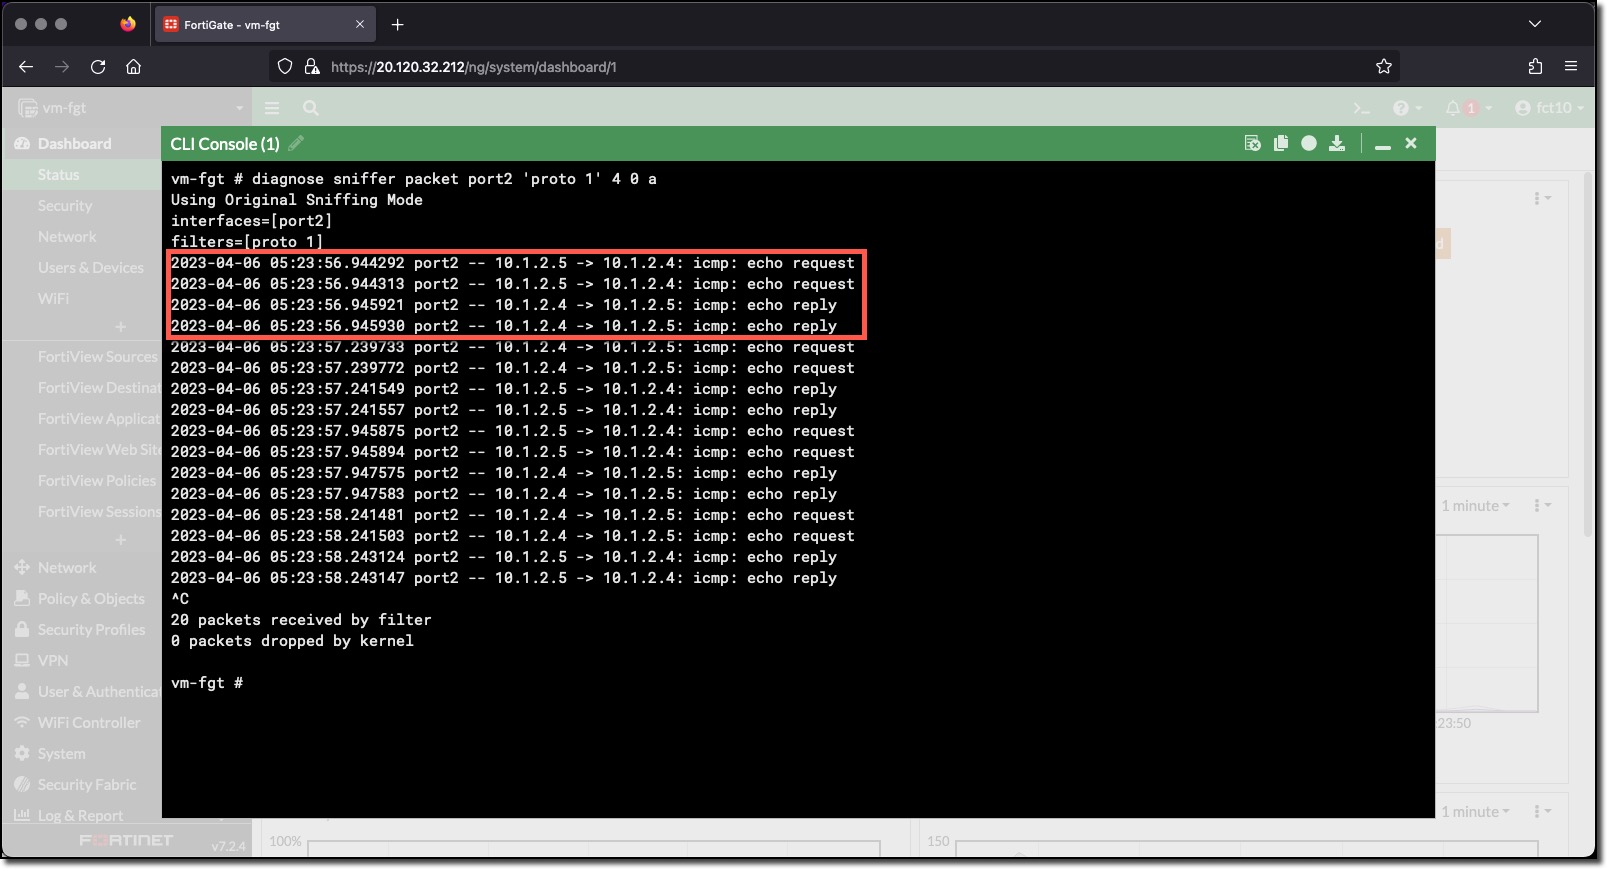 FortiGate - vm-fgt
https://20.120.32.212/ng/system/dashboard/1
vm-fgt
1
fct10
Dashboard
Status
Security
Network
Users & Devices
WiFi
FortiView Sources
FortiView Destinat
FortiView Applicat
FortiView Web Site
FortiView Policies
FortiView Sessions
Network
Policy & Objects
Security Profiles
VPN
User & Authenticat
WiFi Controller
System
Security Fabric
Log & Report
FORTINET
v7.2.4
CLI Console (1)
vm-fgt # diagnose sniffer packet port2 'proto 1' 4 0 a
Using Original Sniffing Mode
interfaces=[port2]
filters=[proto 1]
2023-04-06 05:23:56.944292 port2 -- 10.1.2.5 -> 10.1.2.4: icmp: echo request
2023-04-06 05:23:56.944313 port2 -- 10.1.2.5 -> 10.1.2.4: icmp: echo request
2023-04-06 05:23:56.945921 port2 -- 10.1.2.4 -> 10.1.2.5: icmp: echo reply
2023-04-06 05:23:56.945930 port2 -- 10.1.2.4 -> 10.1.2.5: icmp: echo reply
2023-04-06 05:23:57.239733 port2 -- 10.1.2.4 -> 10.1.2.5: icmp: echo request
2023-04-06 05:23:57.239772 port2 -- 10.1.2.4 -> 10.1.2.5: icmp: echo request
2023-04-06 05:23:57.241549 port2 -- 10.1.2.5 -> 10.1.2.4: icmp: echo reply
2023-04-06 05:23:57.241557 port2 -- 10.1.2.5 -> 10.1.2.4: icmp: echo reply
2023-04-06 05:23:57.945875 port2 -- 10.1.2.5 -> 10.1.2.4: icmp: echo request
2023-04-06 05:23:57.945894 port2 -- 10.1.2.5 -> 10.1.2.4: icmp: echo request
2023-04-06 05:23:57.947575 port2 -- 10.1.2.4 -> 10.1.2.5: icmp: echo reply
2023-04-06 05:23:57.947583 port2 -- 10.1.2.4 -> 10.1.2.5: icmp: echo reply
2023-04-06 05:23:58.241481 port2 -- 10.1.2.4 -> 10.1.2.5: icmp: echo request
2023-04-06 05:23:58.241503 port2 -- 10.1.2.4 -> 10.1.2.5: icmp: echo request
2023-04-06 05:23:58.243124 port2 -- 10.1.2.5 -> 10.1.2.4: icmp: echo reply
2023-04-06 05:23:58.243147 port2 -- 10.1.2.5 -> 10.1.2.4: icmp: echo reply
^C
20 packets received by filter
0 packets dropped by kernel
vm-fgt #
d
1 minute
23:50
1 minute
100%
150